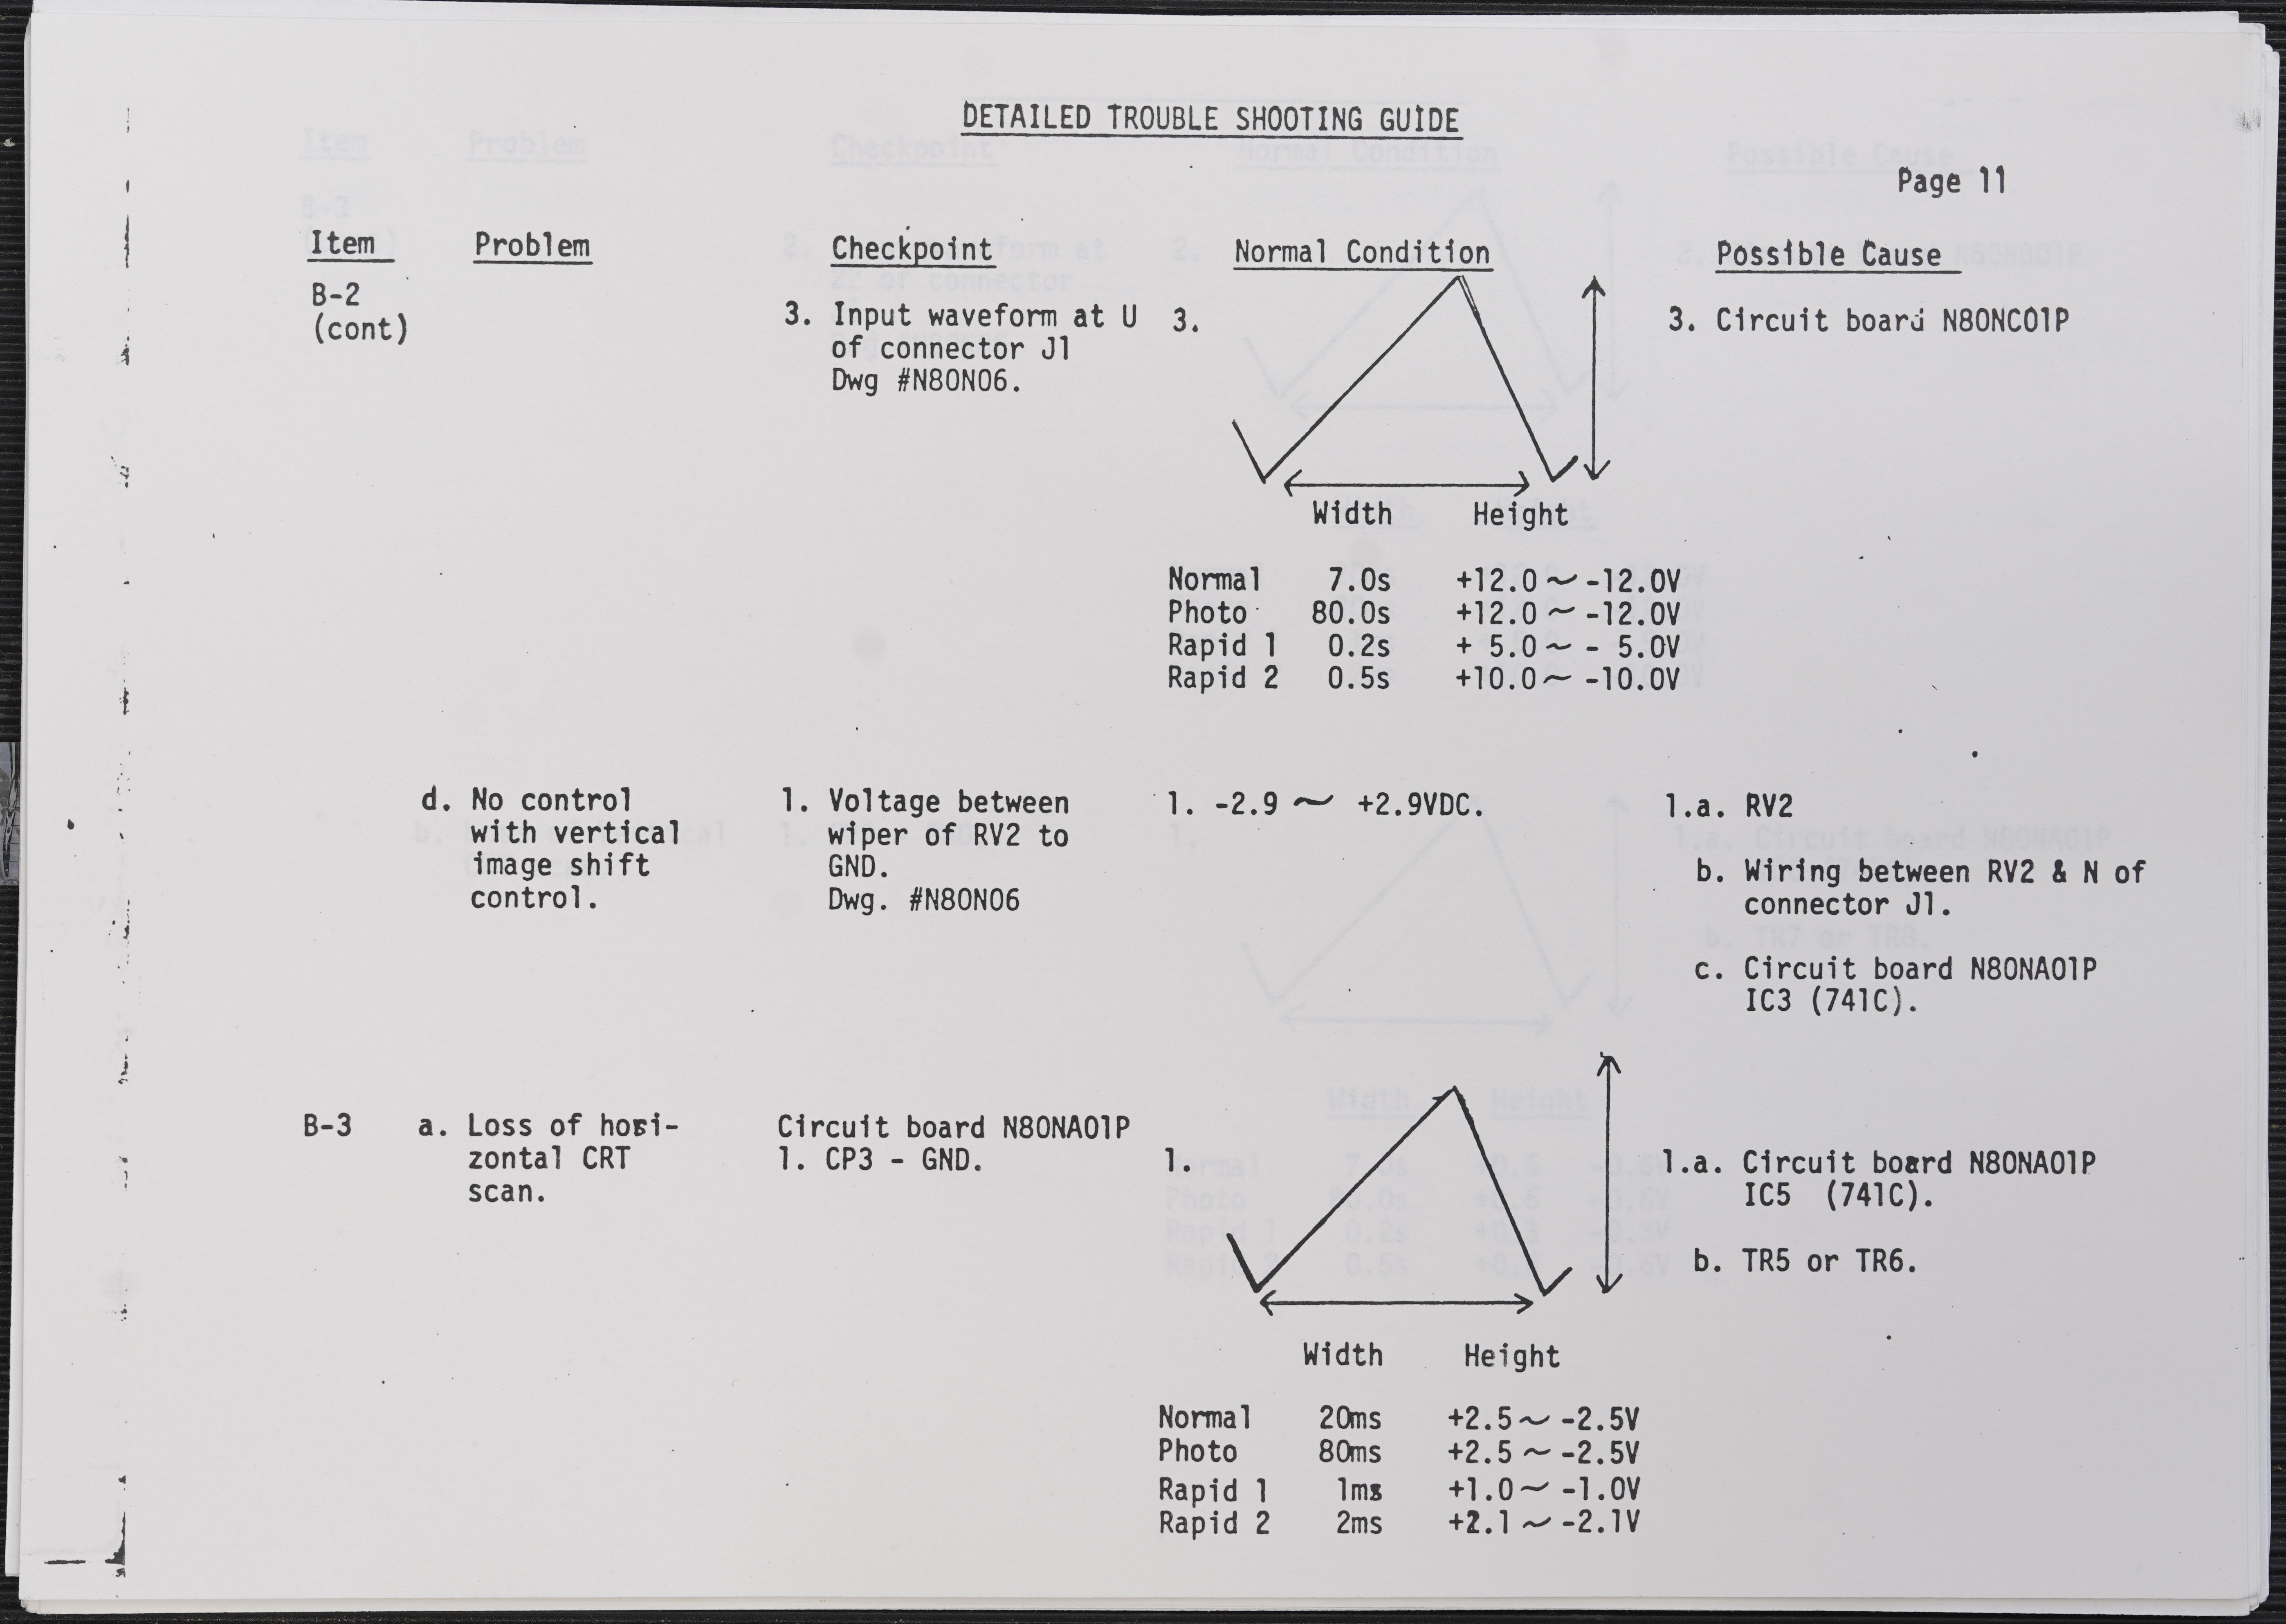 DETAILED TROUBLE SHOOTING GUIDE
Page 11
Item Problem Checkpoint Normal Condition Possible Cause
B-2
(cont)
3. Input waveform at U
of connector J1
Dwg #N80N06.
3.
Width Height
Normal 7.0s +12.0 ~ -12.0V
Photo 80.0s +12.0 ~ -12.0V
Rapid 1 0.2s + 5.0 ~ - 5.0V
Rapid 2 0.5s +10.0 ~ -10.0V
3. Circuit board N80NC01P
d. No control
with vertical
image shift
control.
1. Voltage between
wiper of RV2 to
GND.
Dwg. #N80N06
1. -2.9 ~ +2.9VDC.
1.a. RV2
b. Wiring between RV2 & N of
connector J1.
c. Circuit board N80NA01P
IC3 (741C).
B-3 a. Loss of hori-
zontal CRT
scan.
Circuit board N80NA01P
1. CP3 - GND.
1.
Width Height
Normal 20ms +2.5 ~ -2.5V
Photo 80ms +2.5 ~ -2.5V
Rapid 1 1ms +1.0 ~ -1.0V
Rapid 2 2ms +2.1 ~ -2.1V
1.a. Circuit board N80NA01P
IC5 (741C).
b. TR5 or TR6.